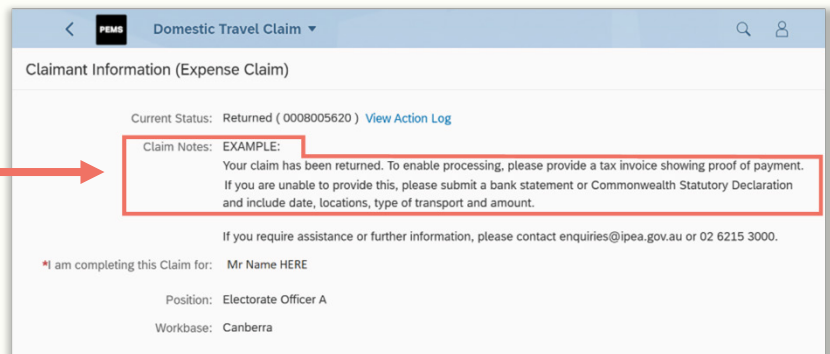 PEMS Domestic Travel Claim
Claimant Information (Expense Claim)
Current Status: Returned ( 0008005620 ) View Action Log
Claim Notes: EXAMPLE:
Your claim has been returned. To enable processing, please provide a tax invoice showing proof of payment.
If you are unable to provide this, please submit a bank statement or Commonwealth Statutory Declaration
and include date, locations, type of transport and amount.
If you require assistance or further information, please contact enquiries@ipea.gov.au or 02 6215 3000.
*I am completing this Claim for: Mr Name HERE
Position: Electorate Officer A
Workbase: Canberra